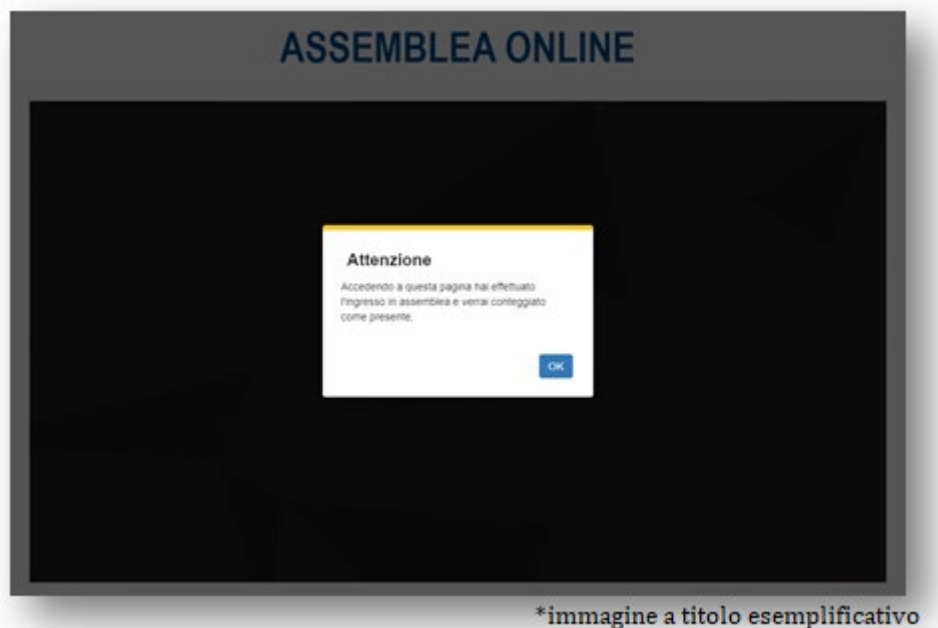 ASSEMBLEA ONLINE
Attenzione
Accedendo a questa pagina hai effettuato
l'ingresso in assemblea e verrai conteggiato
come presente.
OK
*immagine a titolo esemplificativo